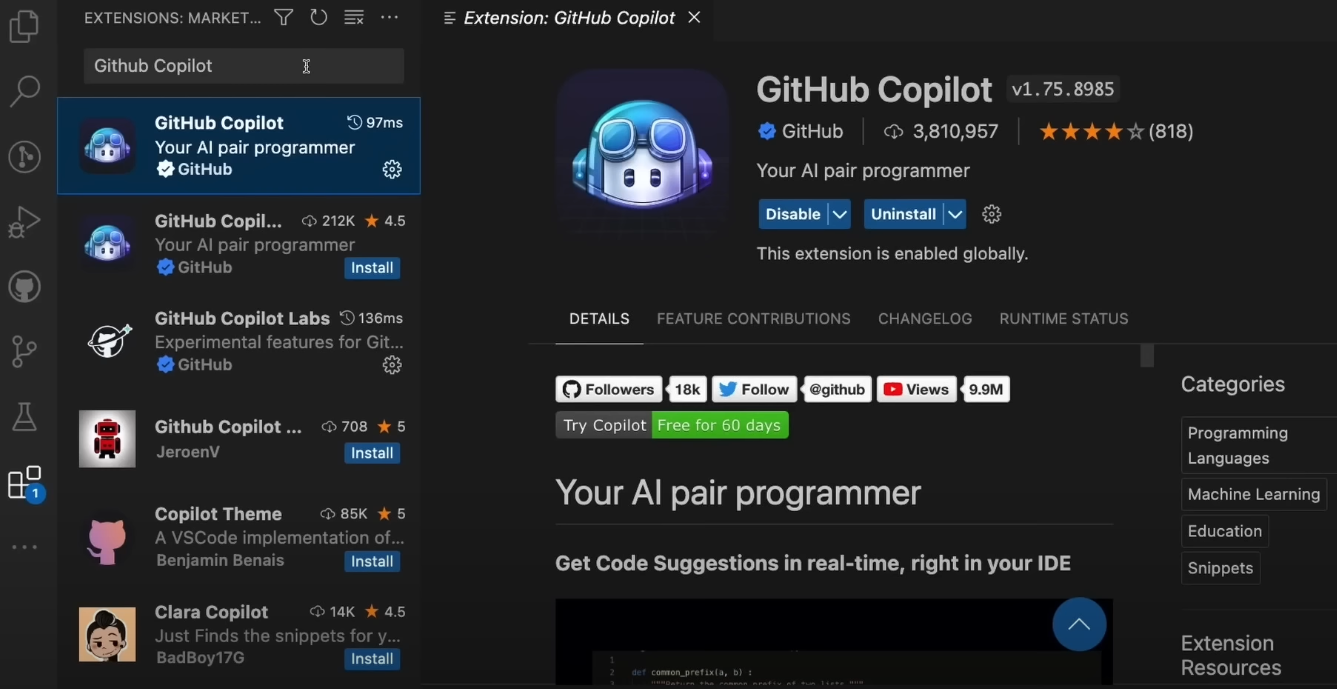 EXTENSIONS: MARKET...
Github Copilot
GitHub Copilot 97ms
Your AI pair programmer
GitHub
GitHub Copil... 212K 4.5
Your AI pair programmer
GitHub Install
GitHub Copilot Labs 136ms
Experimental features for Git...
GitHub
Github Copilot ... 708 5
JeroenV Install
Copilot Theme 85K 5
A VSCode implementation of...
Benjamin Benais Install
Clara Copilot 14K 4.5
Just Finds the snippets for y...
BadBoy17G Install
1
Extension: GitHub Copilot
GitHub Copilot v1.75.8985
GitHub 3,810,957 (818)
Your AI pair programmer
Disable Uninstall
This extension is enabled globally.
DETAILS FEATURE CONTRIBUTIONS CHANGELOG RUNTIME STATUS
Followers 18k Follow @github Views 9.9M
Try Copilot Free for 60 days
Your AI pair programmer
Get Code Suggestions in real-time, right in your IDE
1
2 def common_prefix(a, b) :
Categories
Programming
Languages
Machine Learning
Education
Snippets
Extension
Resources